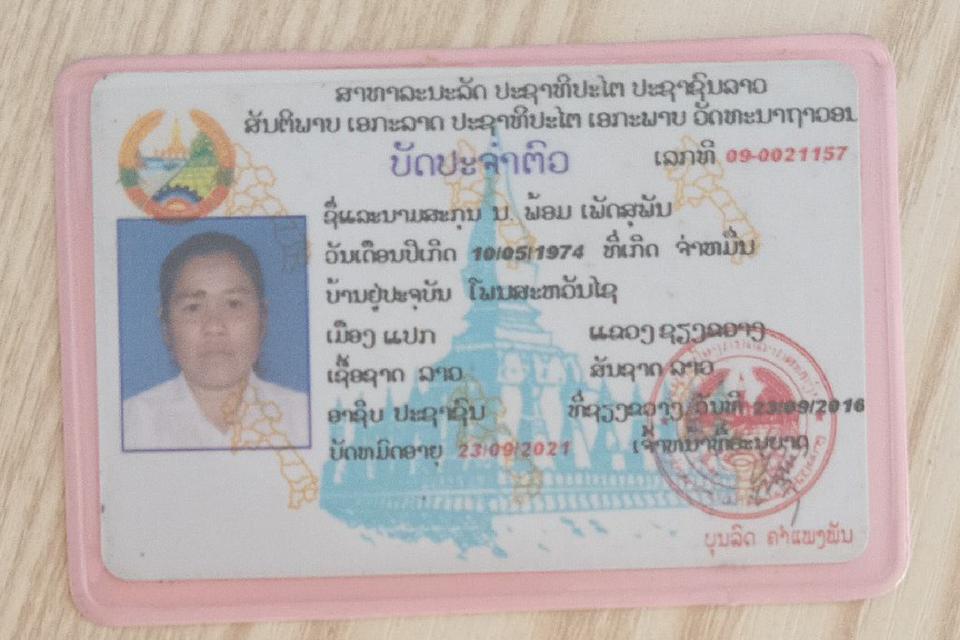 ສາທາລະນະລັດ ປະຊາທິປະໄຕ ປະຊາຊົນລາວ
ສັນຕິພາບ ເອກະລາດ ປະຊາທິປະໄຕ ເອກະພາບ ວັດທະນາຖາວອນ
ບັດປະຈຳຕົວ
ເລກທີ 09-0021157
ຊື່ແລະນາມສະກຸນ ນ. ພ້ອມ ເພັດສຸພັນ
ວັນເດືອນປີເກີດ 10/05/1974 ທີ່ເກີດ ຈຳຫມື່ນ
ບ້ານຢູ່ປະຈຸບັນ ໂພນສະຫວັນໄຊ
ເມືອງ ແປກ ແຂວງ ຊຽງຂວາງ
ເຊື້ອຊາດ ລາວ ສັນຊາດ ລາວ
ອາຊີບ ປະຊາຊົນ ທີ່ຊຽງຂວາງ ວັນທີ 23/09/2016
ບັດຫມົດອາຍຸ 23/09/2021 ເຈົ້າຫນ້າທີ່ອະນຸຍາດ
ບຸນລິດ ຄຳແພງພັນ